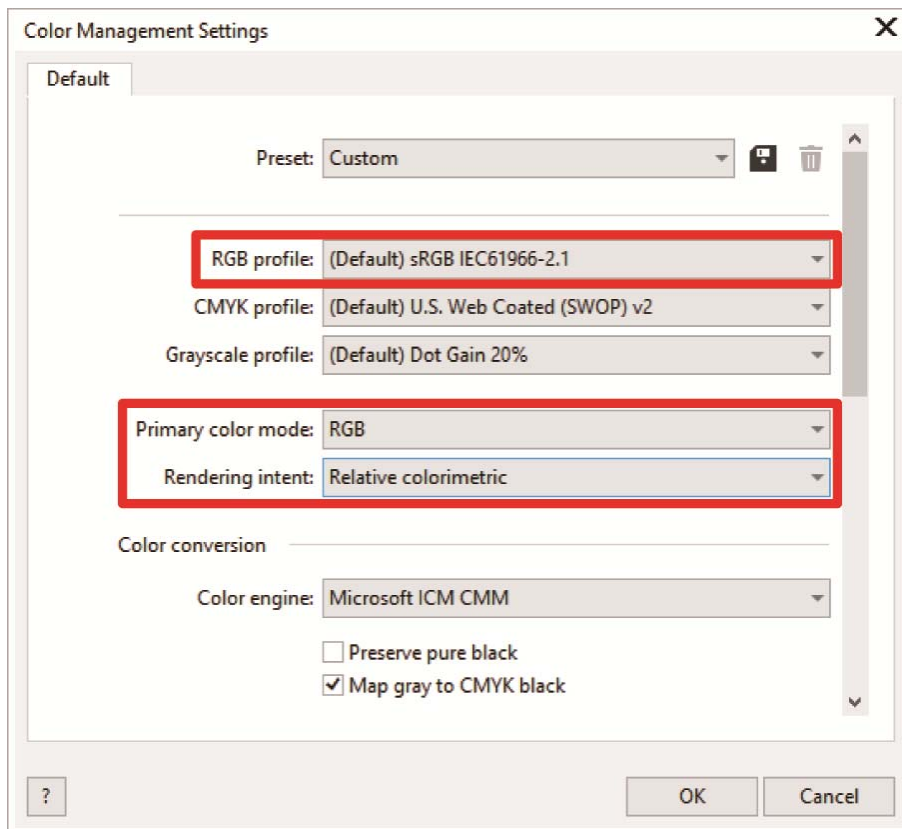 Color Management Settings
Default
Preset: Custom
RGB profile: (Default) sRGB IEC61966-2.1
CMYK profile: (Default) U.S. Web Coated (SWOP) v2
Grayscale profile: (Default) Dot Gain 20%
Primary color mode: RGB
Rendering intent: Relative colorimetric
Color conversion
Color engine: Microsoft ICM CMM
Preserve pure black
Map gray to CMYK black
?
OK
Cancel